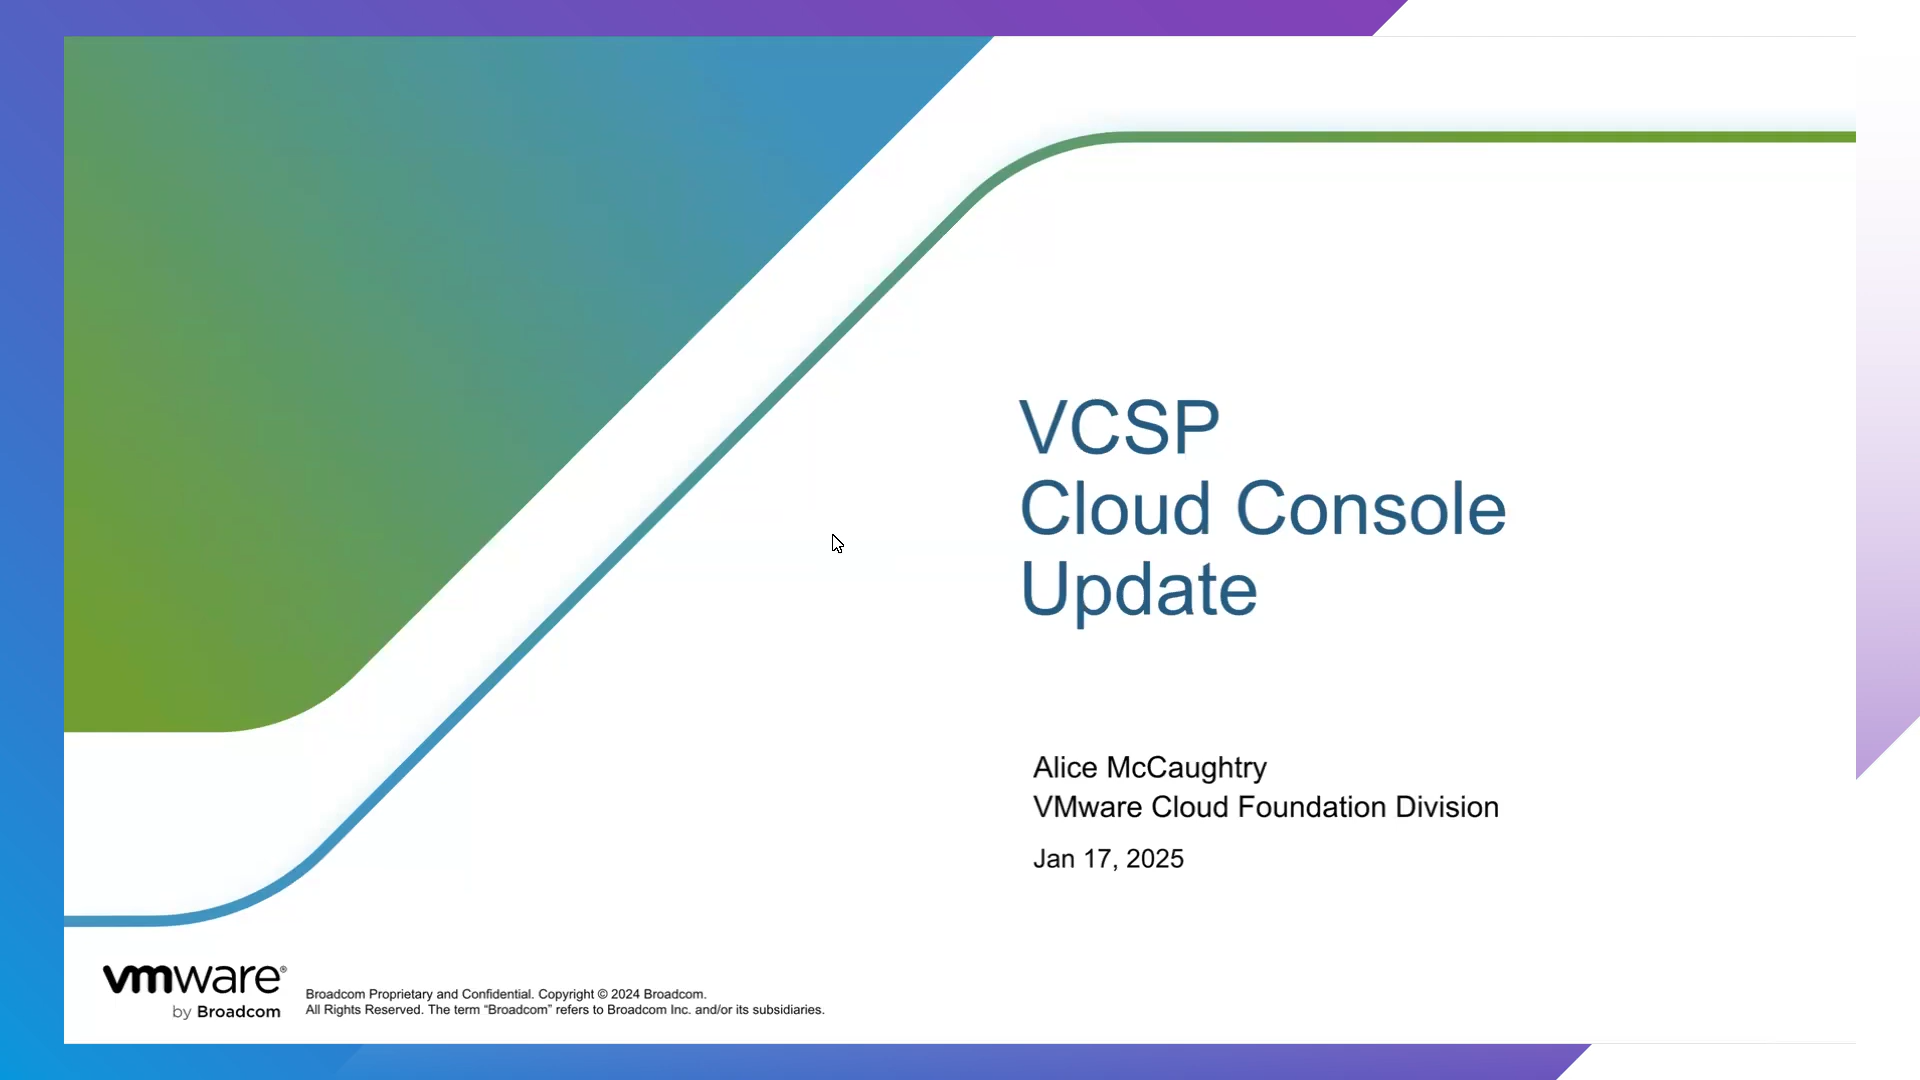 VCSP
Cloud Console
Update
Alice McCaughtry
VMware Cloud Foundation Division
Jan 17, 2025
vmware®
by Broadcom
Broadcom Proprietary and Confidential. Copyright © 2024 Broadcom.
All Rights Reserved. The term “Broadcom” refers to Broadcom Inc. and/or its subsidiaries.